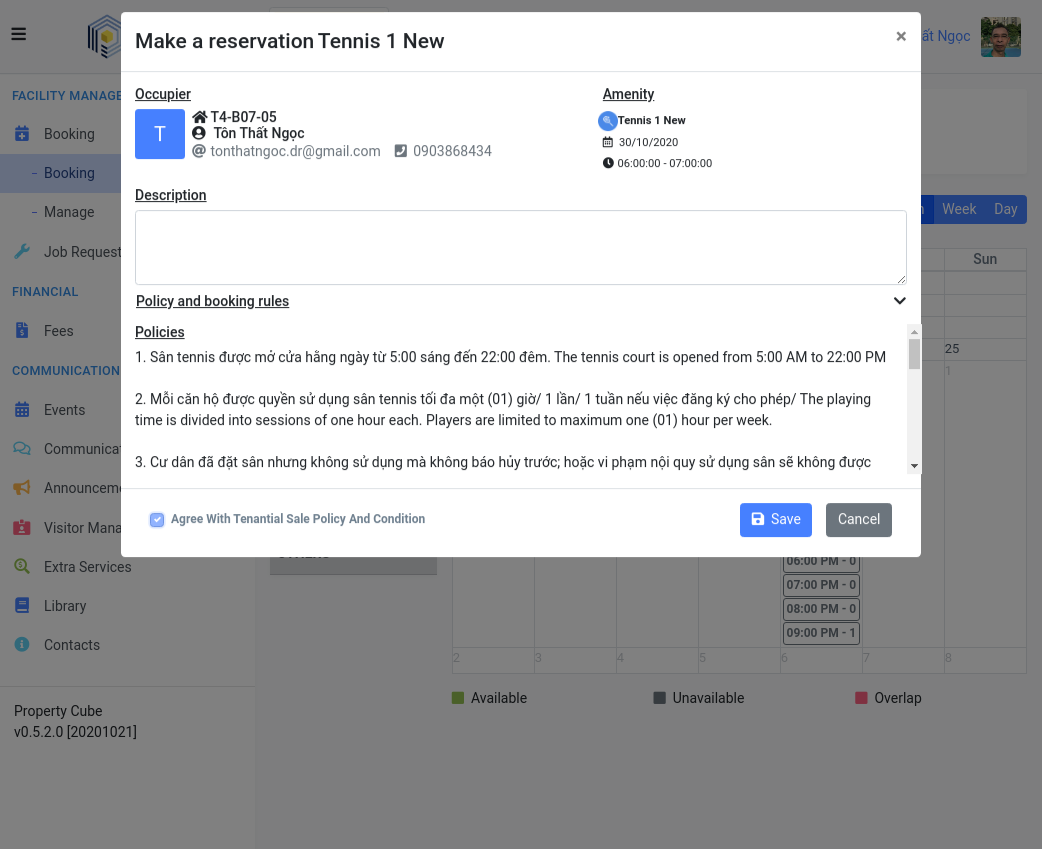 Make a reservation Tennis 1 New
×
ất Ngọc
Occupier
T
T4-B07-05
Tôn Thất Ngọc
tonthatngoc.dr@gmail.com 0903868434
Amenity
Tennis 1 New
30/10/2020
06:00:00 - 07:00:00
Description
Policy and booking rules
Policies
1. Sân tennis được mở cửa hằng ngày từ 5:00 sáng đến 22:00 đêm. The tennis court is opened from 5:00 AM to 22:00 PM
2. Mỗi căn hộ được quyền sử dụng sân tennis tối đa một (01) giờ/ 1 lần/ 1 tuần nếu việc đăng ký cho phép/ The playing
time is divided into sessions of one hour each. Players are limited to maximum one (01) hour per week.
3. Cư dân đã đặt sân nhưng không sử dụng mà không báo hủy trước; hoặc vi phạm nội quy sử dụng sân sẽ không được
Agree With Tenantial Sale Policy And Condition
Save
Cancel
FACILITY MANAGE
Booking
Booking
Manage
Job Request
FINANCIAL
Fees
COMMUNICATION
Events
Communicat
Announceme
Visitor Mana
Extra Services
Library
Contacts
Property Cube
v0.5.2.0 [20201021]
Week Day
Sun
25
1
06:00 PM - 0
07:00 PM - 0
08:00 PM - 0
09:00 PM - 1
2 3 4 5 6 7 8
Available Unavailable Overlap